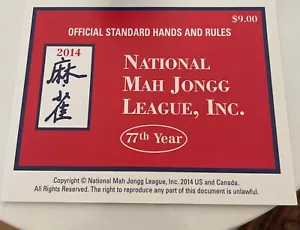 $9.00
OFFICIAL STANDARD HANDS AND RULES
2014
麻
雀
NATIONAL
MAH JONGG
LEAGUE, INC.
77th Year
Copyright © National Mah Jongg League, Inc. 2014 US and Canada.
All Rights Reserved. The right to reproduce any part of this document is unlawful.